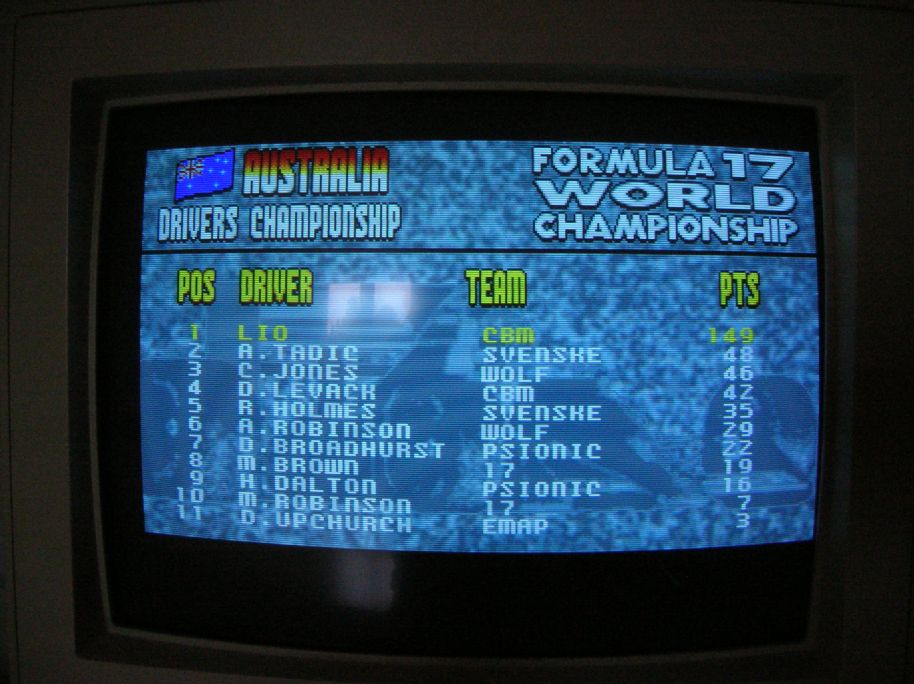 AUSTRALIA
DRIVERS CHAMPIONSHIP
FORMULA 17
WORLD
CHAMPIONSHIP
POS DRIVER TEAM PTS
1 LIO CBM 149
2 A.TADIC SVENSKE 48
3 C.JONES WOLF 46
4 D.LEVACK CBM 42
5 R.HOLMES SVENSKE 35
6 A.ROBINSON WOLF 29
7 D.BROADHURST PSIONIC 22
8 M.BROWN 17 19
9 H.DALTON PSIONIC 16
10 M.ROBINSON 17 7
11 D.UPCHURCH EMAP 3